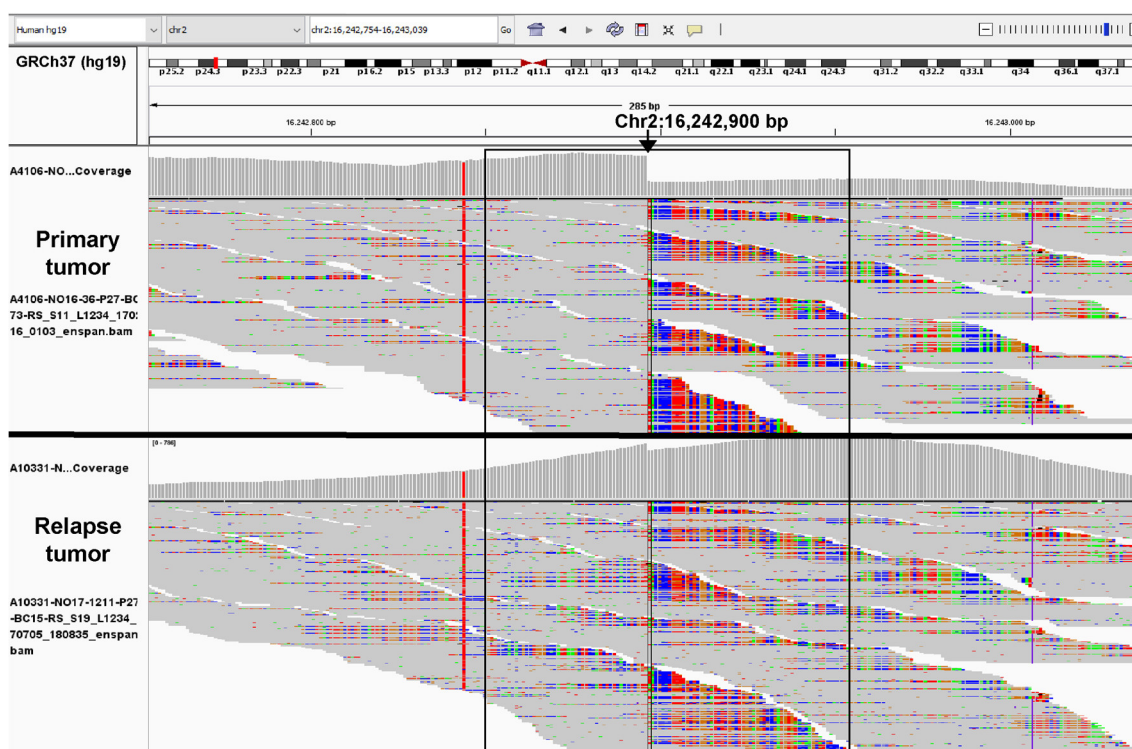 Human hg19 chr2 chr2:16,242,754-16,243,039 Go
GRCh37 (hg19)
p25.2 p24.3 p23.3 p22.3 p21 p16.2 p15 p13.3 p12 p11.2 q11.1 q12.1 q13 q14.2 q21.1 q22.1 q23.1 q24.1 q24.3 q31.2 q32.2 q33.1 q34 q36.1 q37.1
285 bp
Chr2:16,242,900 bp
16.242.800 bp 16.243.000 bp
A4106-NO...Coverage
Primary
tumor
A4106-NO16-36-P27-BC
73-RS_S11_L1234_170
16_0103_enspan.bam
[0 - 786]
A10331-N...Coverage
Relapse
tumor
A10331-NO17-1211-P27
-BC15-RS_S19_L1234_
70705_180835_enspan
bam